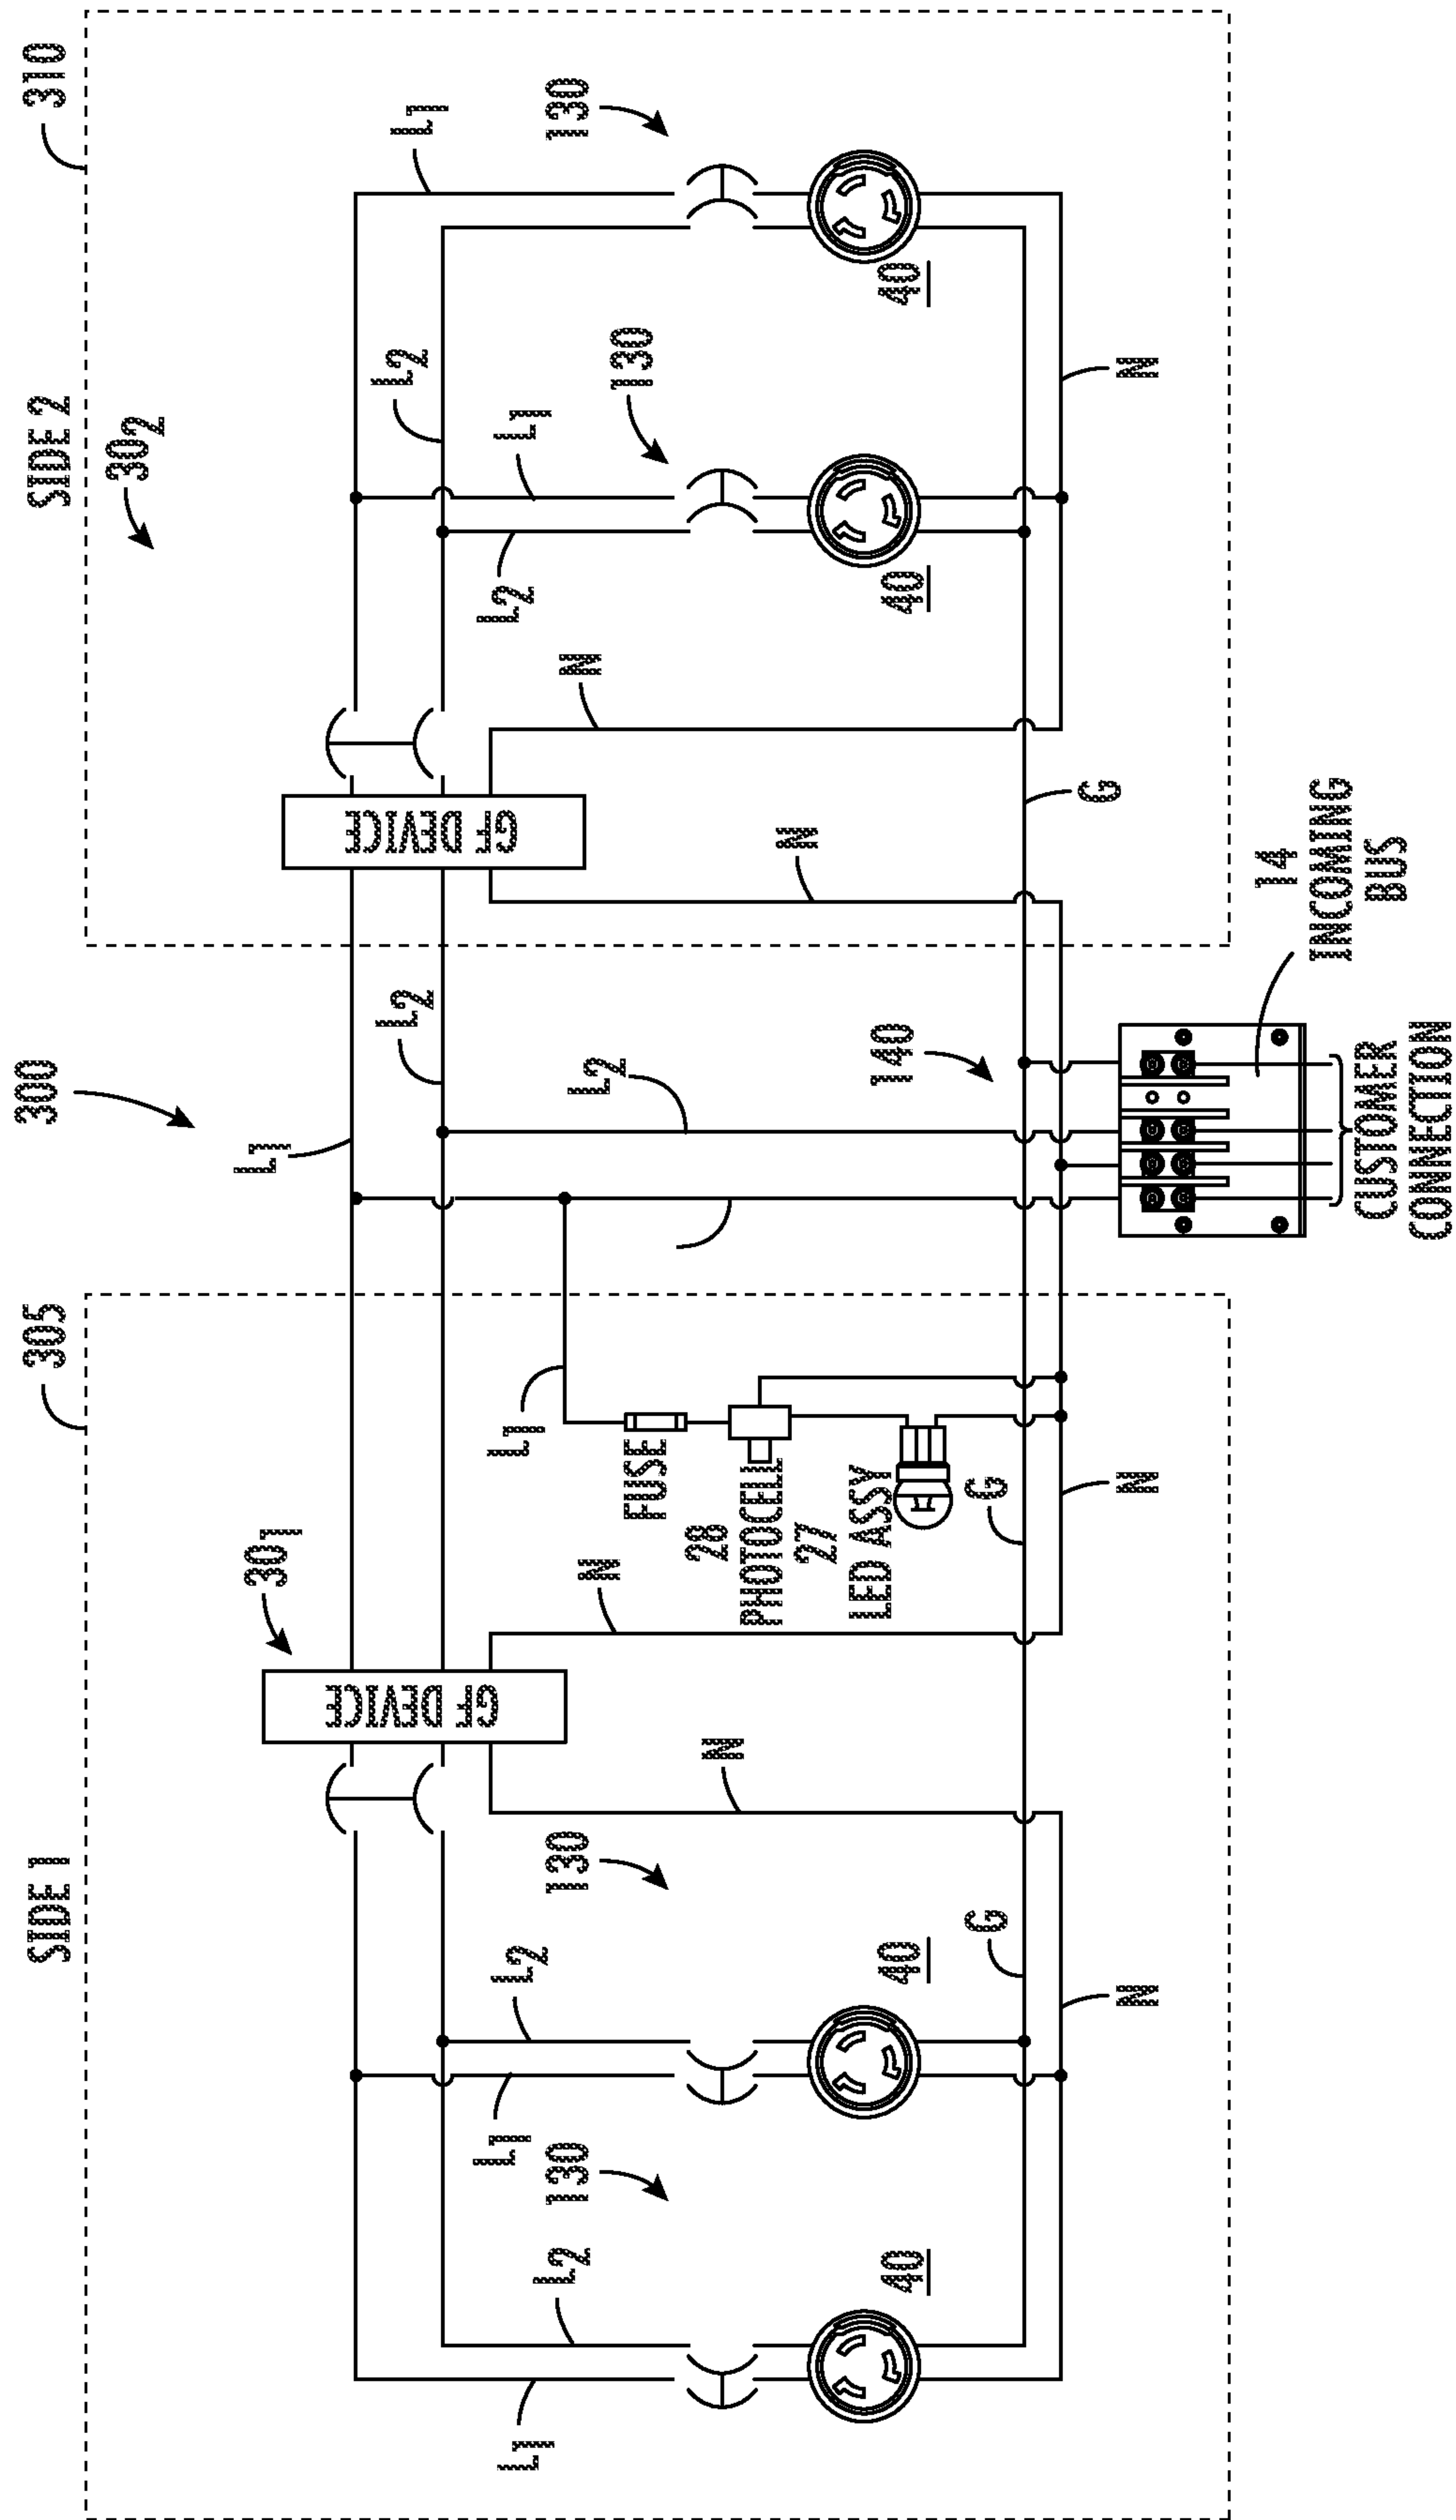 SIDE 1
SIDE 2
305
300
310
301
302
GF DEVICE
GF DEVICE
L1
L2
L1
L1
L2
L1
L2
L1
L2
L1
L2
L1
L2
L2
130
130
130
130
N
N
N
N
FUSE
28
PHOTOCELL
27
LED ASSY
140
40
40
40
40
G
G
G
N
N
N
14
INCOMING
BUS
CUSTOMER
CONNECTION